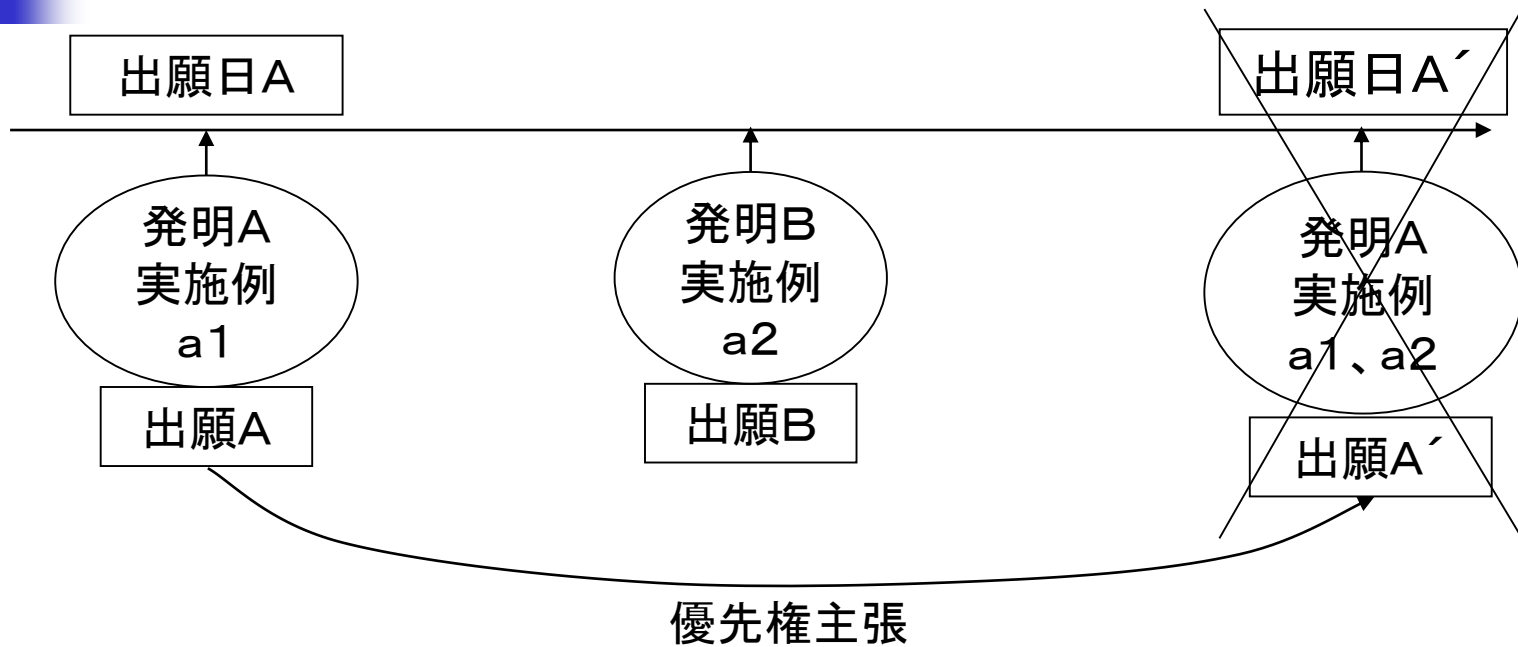 出願日A
出願日A´
発明A
実施例
a1
発明B
実施例
a2
発明A
実施例
a1、a2
出願A
出願B
出願A´
優先権主張